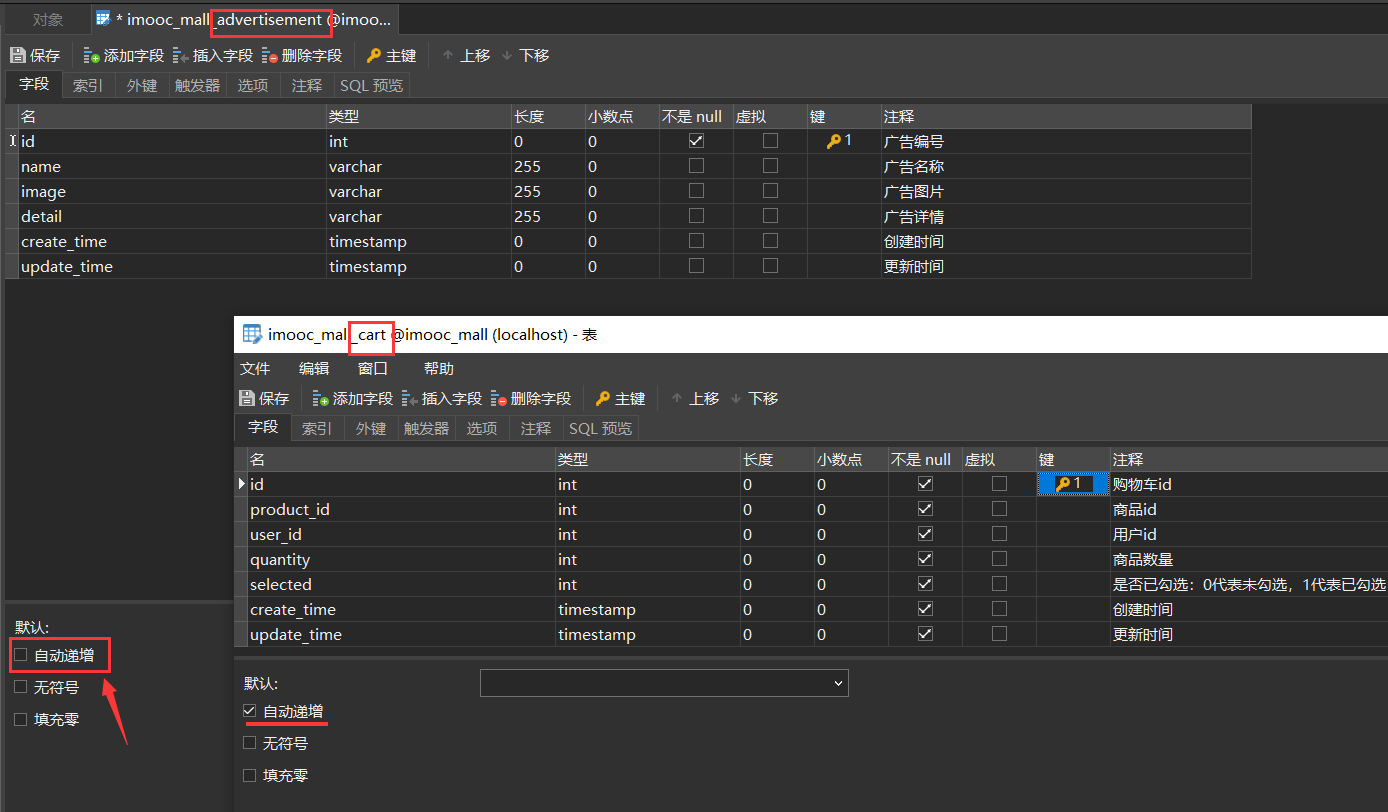 对象 * imooc_mall_advertisement @imoo...
保存 添加字段 插入字段 删除字段 主键 上移 下移
字段 索引 外键 触发器 选项 注释 SQL 预览
名 类型 长度 小数点 不是 null 虚拟 键 注释
id int 0 0 1 广告编号
name varchar 255 0 广告名称
image varchar 255 0 广告图片
detail varchar 255 0 广告详情
create_time timestamp 0 0 创建时间
update_time timestamp 0 0 更新时间
imooc_mall_cart @imooc_mall (localhost) - 表
文件 编辑 窗口 帮助
保存 添加字段 插入字段 删除字段 主键 上移 下移
字段 索引 外键 触发器 选项 注释 SQL 预览
名 类型 长度 小数点 不是 null 虚拟 键 注释
id int 0 0 1 购物车id
product_id int 0 0 商品id
user_id int 0 0 用户id
quantity int 0 0 商品数量
selected int 0 0 是否已勾选：0代表未勾选，1代表已勾选
create_time timestamp 0 0 创建时间
update_time timestamp 0 0 更新时间
默认:
自动递增
无符号
填充零
默认:
自动递增
无符号
填充零